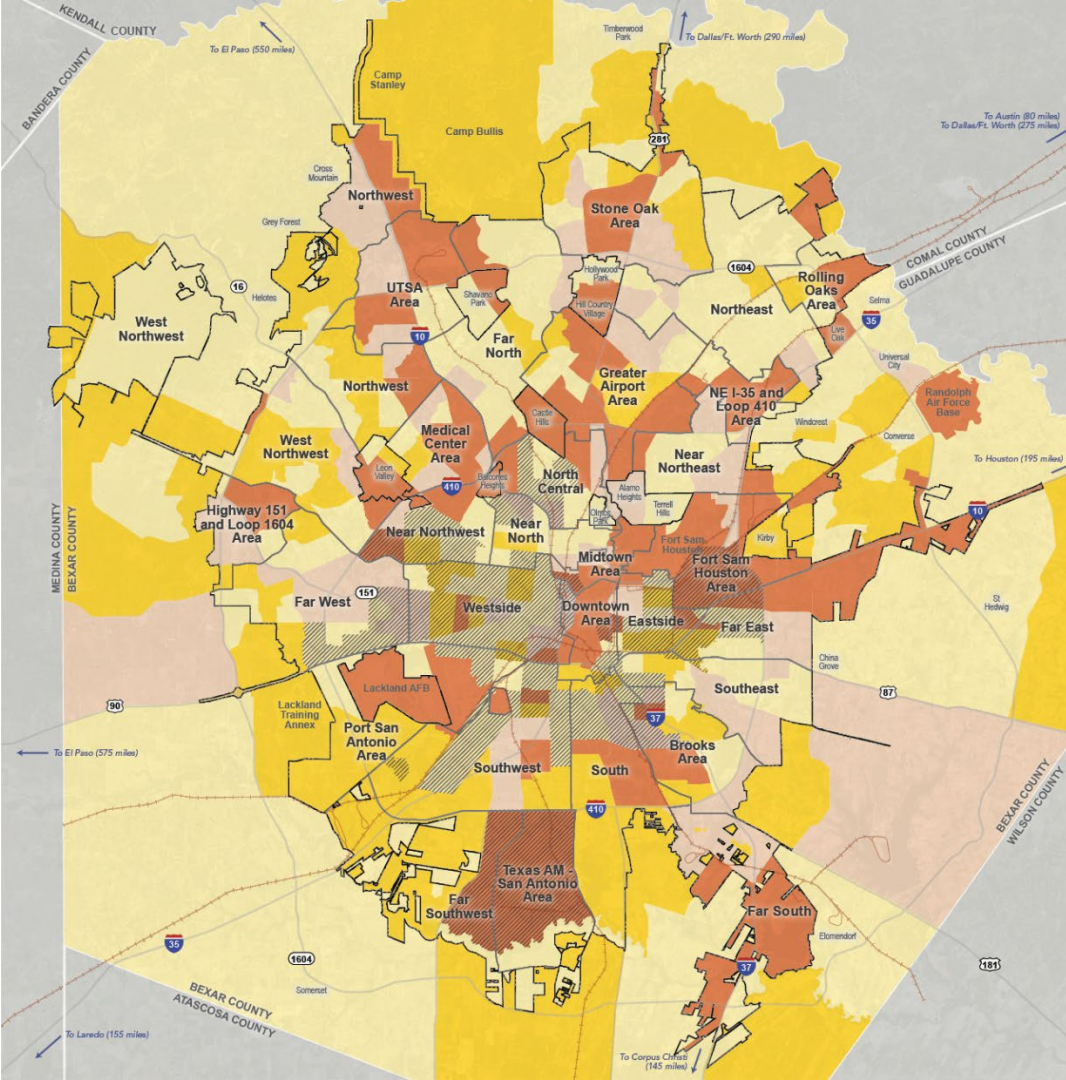 KENDALL COUNTY
BANDERA COUNTY
To El Paso (550 miles)
Timberwood
Park
To Dallas/Ft. Worth (290 miles)
Camp
Stanley
Camp Bullis
To Austin (80 miles)
To Dallas/Ft. Worth (275 miles)
281
Cross
Mountain
Northwest
Grey Forest
Stone Oak
Area
COMAL COUNTY
GUADALUPE COUNTY
Hollywood
Park
1604
16
Helotes
UTSA
Area
Shavano
Park
Hill Country
Village
Rolling
Oaks
Area
Selma
35
West
Northwest
10
Far
North
Northeast
Live
Oak
Universal
City
Northwest
Greater
Airport
Area
NE I-35 and
Loop 410
Area
Randolph
Air Force
Base
Castle
Hills
Windcrest
Converse
West
Northwest
Medical
Center
Area
Leon
Valley
410
Balcones
Heights
North
Central
Near
Northeast
Alamo
Heights
Terrell
Hills
To Houston (195 miles)
10
Highway 151
and Loop 1604
Area
Near Northwest
Near
North
Olmos
Park
Fort Sam
Houston
Kirby
MEDINA COUNTY
BEXAR COUNTY
Midtown
Area
Fort Sam
Houston
Area
Far West
151
Westside
Downtown
Area
Eastside
Far East
St
Hedwig
China
Grove
Lackland AFB
Southeast
87
90
Lackland
Training
Annex
37
To El Paso (575 miles)
Port San
Antonio
Area
Brooks
Area
Southwest
South
410
BEXAR COUNTY
WILSON COUNTY
Texas AM -
San Antonio
Area
Far
Southwest
Far South
Elomendorf
35
1604
37
181
Somerset
BEXAR COUNTY
ATASCOSA COUNTY
To Laredo (155 miles)
To Corpus Christi
(145 miles)